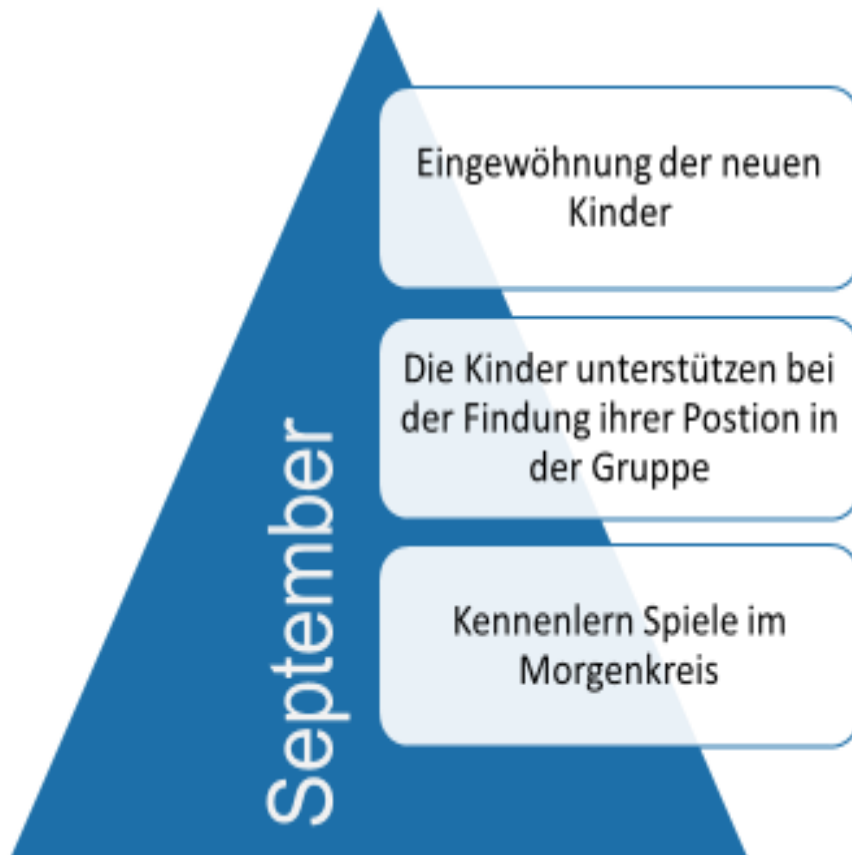 Eingewöhnung der neuen
Kinder
Die Kinder unterstützen bei
der Findung ihrer Postion in
der Gruppe
Kennenlern Spiele im
Morgenkreis
September